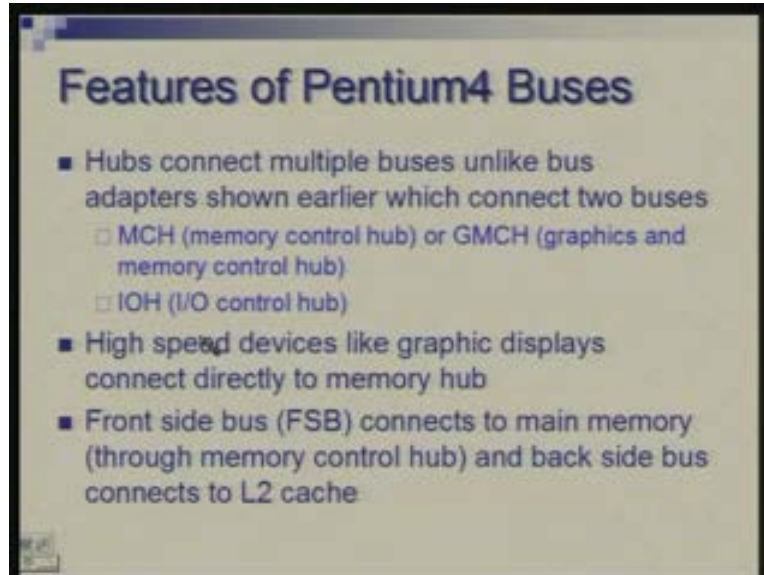 Features of Pentium4 Buses
Hubs connect multiple buses unlike bus
adapters shown earlier which connect two buses
MCH (memory control hub) or GMCH (graphics and
memory control hub)
IOH (I/O control hub)
High speed devices like graphic displays
connect directly to memory hub
Front side bus (FSB) connects to main memory
(through memory control hub) and back side bus
connects to L2 cache